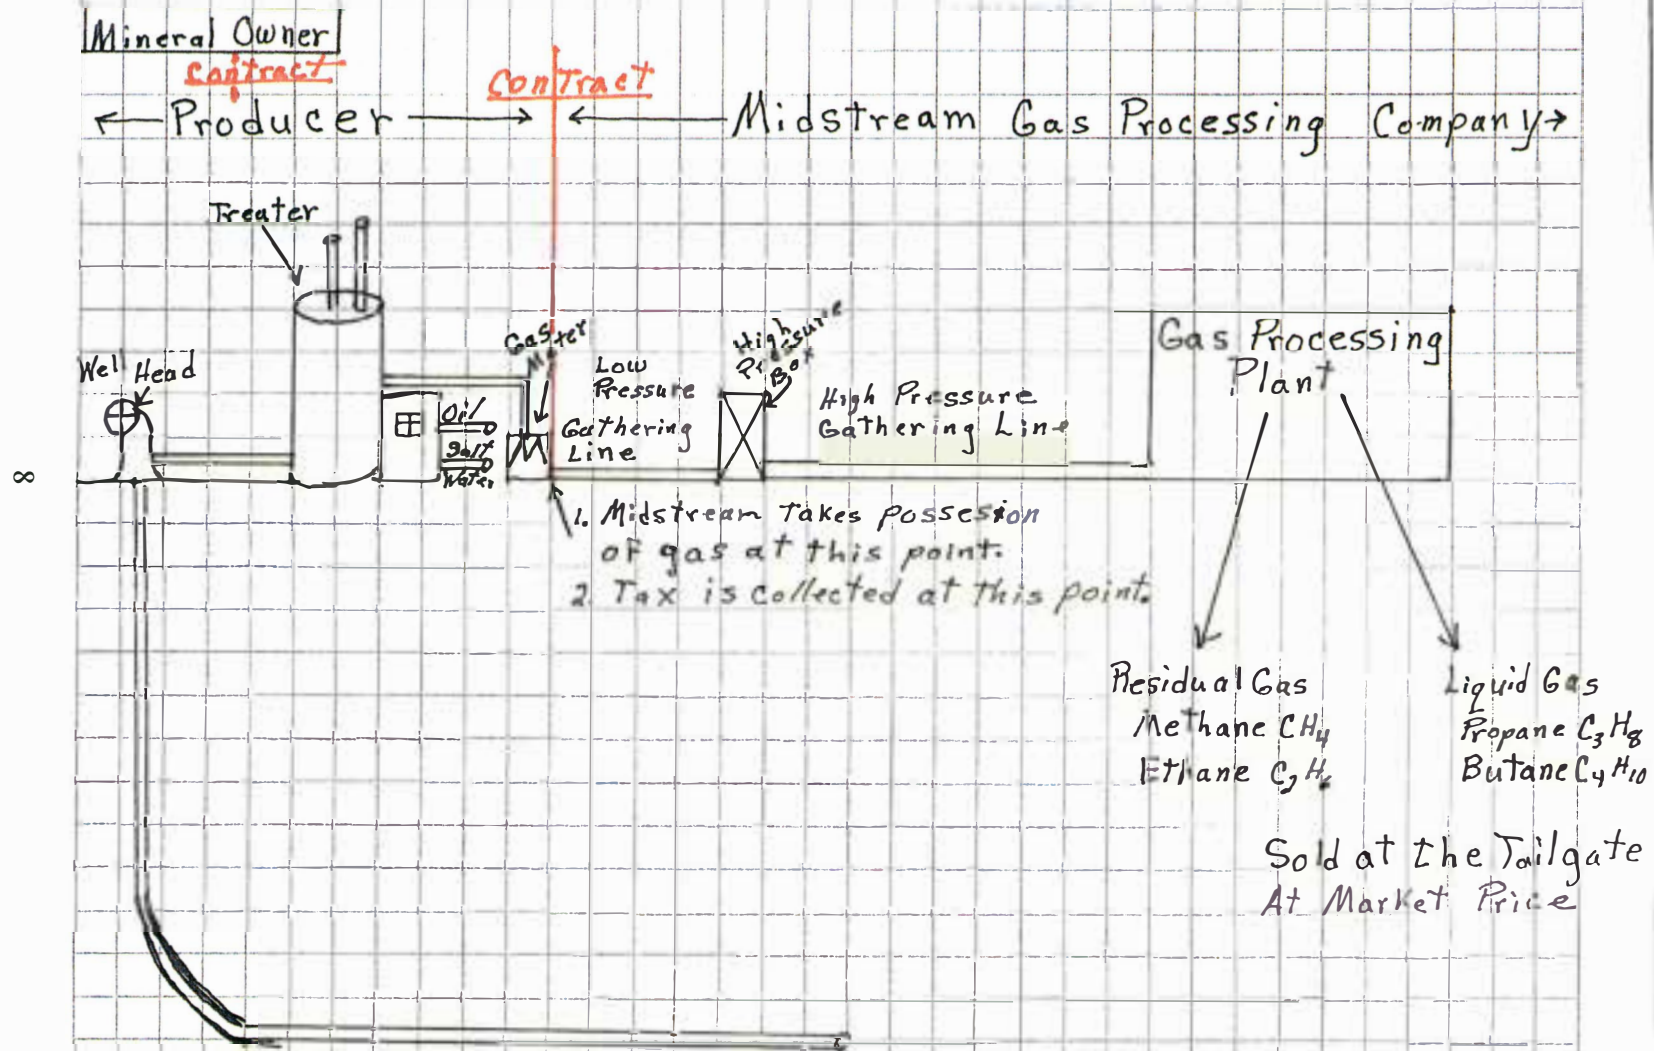 Mineral Owner
Contract
Contract
Producer
Midstream Gas Processing Company
Treater
Well Head
Gas
Meter
Low
Pressure
Gathering
Line
High
Pressure
Box
High Pressure
Gathering Line
Gas Processing
Plant
Oil
Salt
Water
∞
1. Midstream Takes possesion
of gas at this point.
2. Tax is collected at this point.
Residual Gas
Methane CH4
Ethane C2H6
Liquid Gas
Propane C3H8
Butane C4H10
Sold at the Tailgate
At Market Price